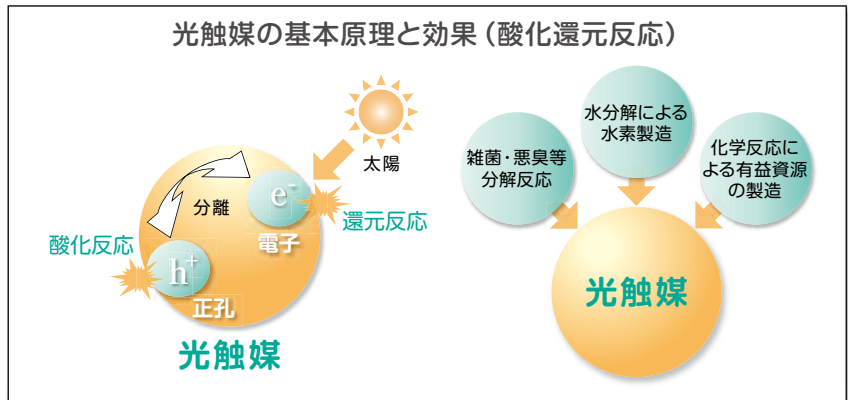 光触媒の基本原理と効果（酸化還元反応）
太陽
分離
e⁻
電子
還元反応
酸化反応
h⁺
正孔
光触媒
雑菌・悪臭等
分解反応
水分解による
水素製造
化学反応に
よる有益資源
の製造
光触媒